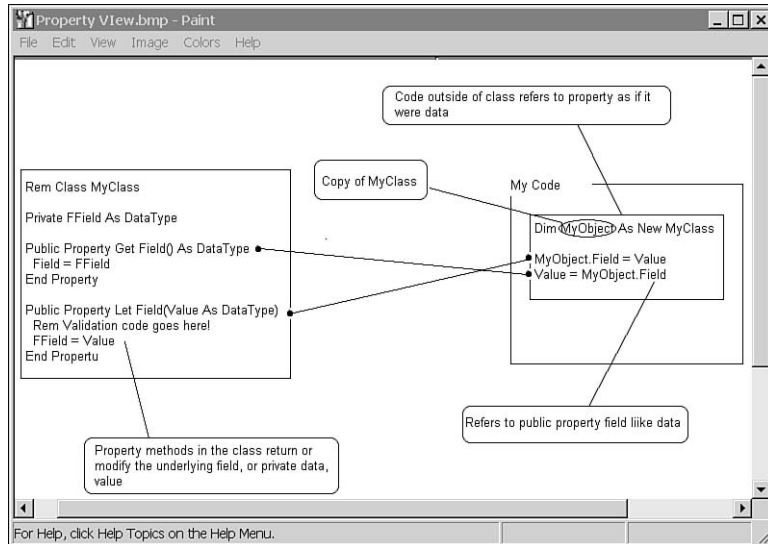 Property VIew.bmp - Paint
File Edit View Image Colors Help
Code outside of class refers to property as if it
were data
Copy of MyClass
My Code
Rem Class MyClass
Private FField As DataType
Public Property Get Field() As DataType
Field = FField
End Property
Public Property Let Field(Value As DataType)
Rem Validation code goes here!
FField = Value
End Propertu
Dim MyObject As New MyClass
MyObject.Field = Value
Value = MyObject.Field
Refers to public property field liike data
Property methods in the class return or
modify the underlying field, or private data,
value
For Help, click Help Topics on the Help Menu.